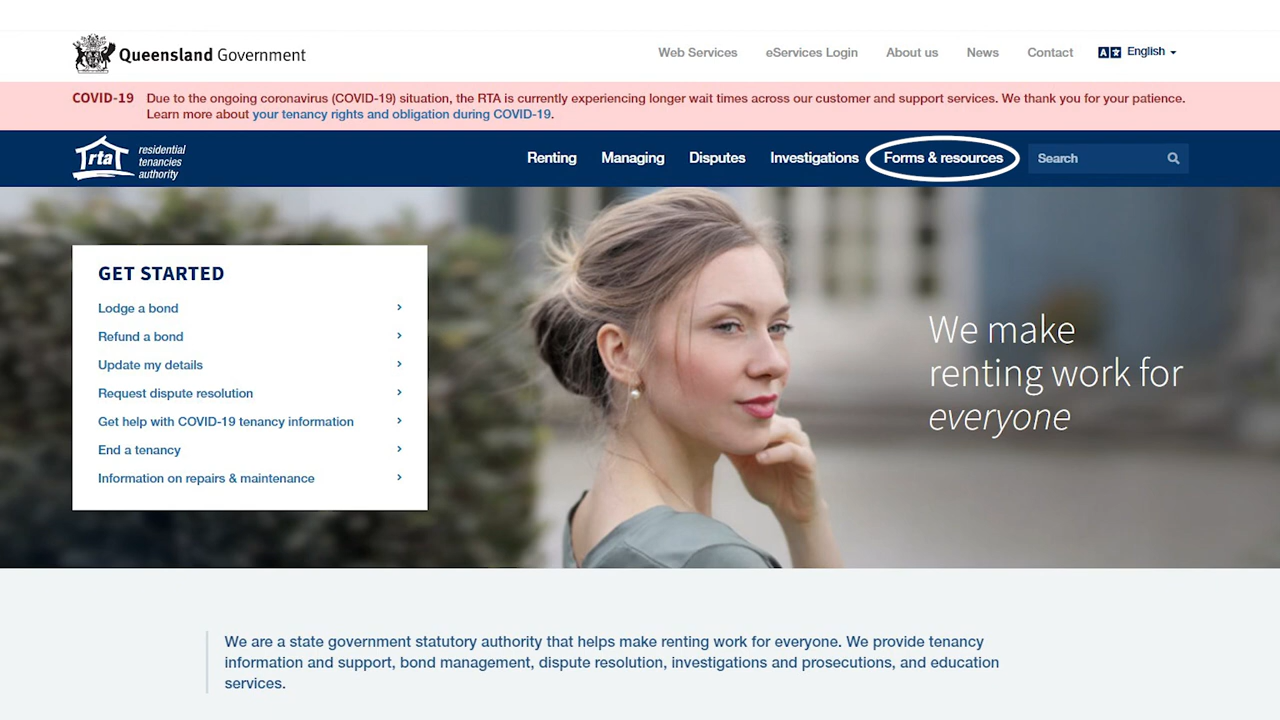 Queensland Government
Web Services eServices Login About us News Contact English
COVID-19 Due to the ongoing coronavirus (COVID-19) situation, the RTA is currently experiencing longer wait times across our customer and support services. We thank you for your patience.
Learn more about your tenancy rights and obligation during COVID-19.
rta residential
tenancies
authority
Renting Managing Disputes Investigations Forms & resources Search
GET STARTED
Lodge a bond
Refund a bond
Update my details
Request dispute resolution
Get help with COVID-19 tenancy information
End a tenancy
Information on repairs & maintenance
We make
renting work for
everyone
We are a state government statutory authority that helps make renting work for everyone. We provide tenancy
information and support, bond management, dispute resolution, investigations and prosecutions, and education
services.